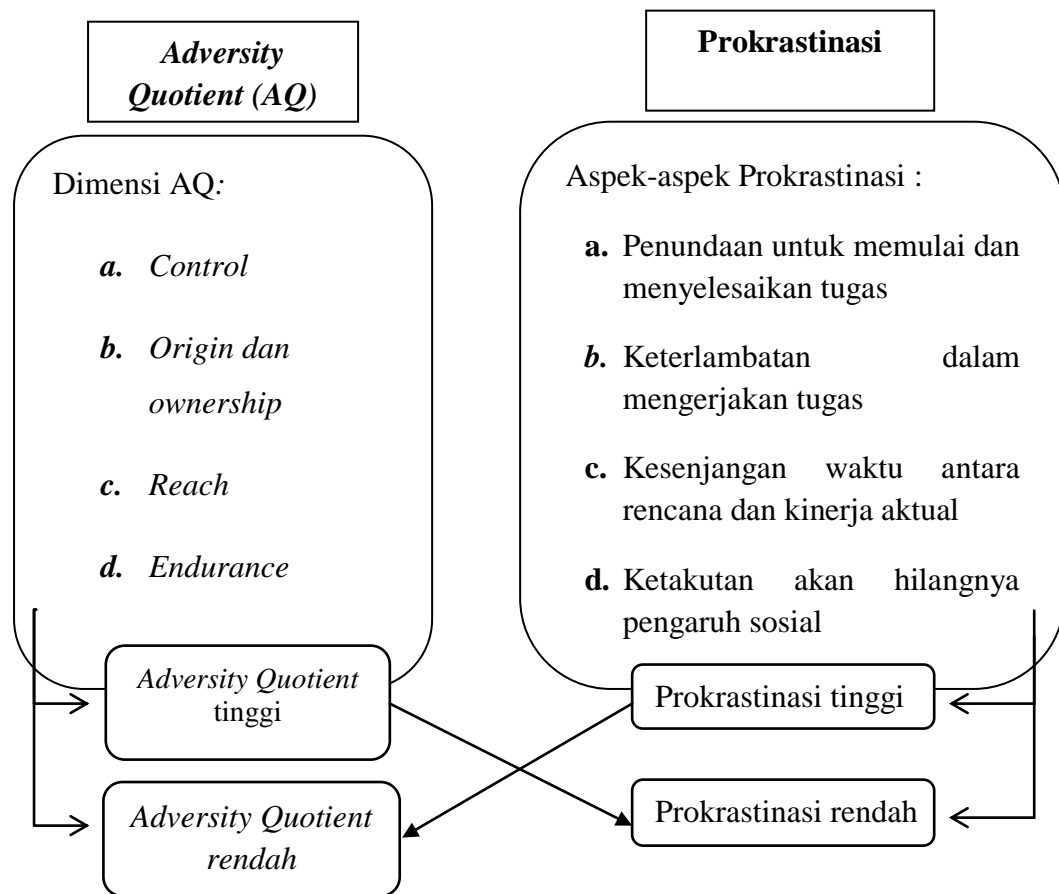 Adversity
Quotient (AQ)
Prokrastinasi
Dimensi AQ:
a. Control
b. Origin dan
ownership
c. Reach
d. Endurance
Aspek-aspek Prokrastinasi :
a. Penundaan untuk memulai dan
menyelesaikan tugas
b. Keterlambatan dalam
mengerjakan tugas
c. Kesenjangan waktu antara
rencana dan kinerja aktual
d. Ketakutan akan hilangnya
pengaruh sosial
Adversity Quotient
tinggi
Prokrastinasi tinggi
Adversity Quotient
rendah
Prokrastinasi rendah